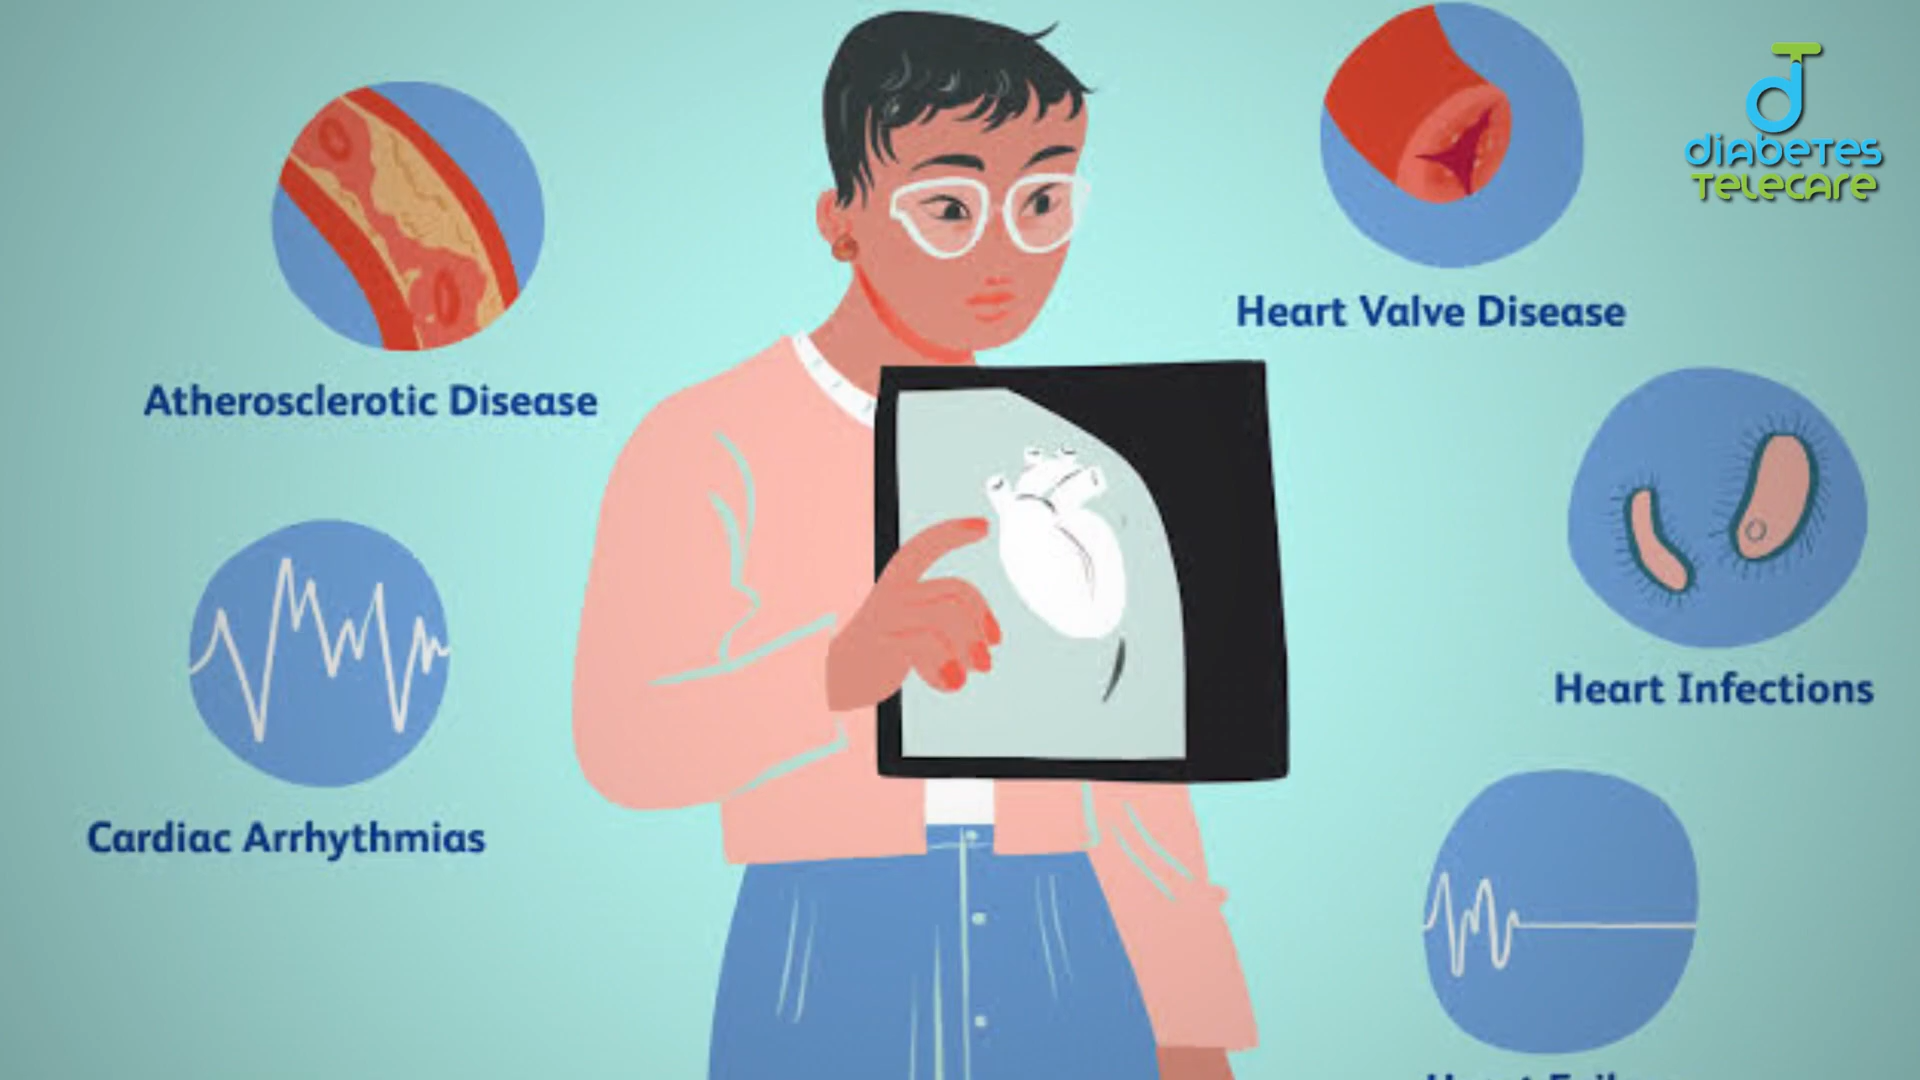 diabetes
Telecare
Heart Valve Disease
Atherosclerotic Disease
Heart Infections
Cardiac Arrhythmias